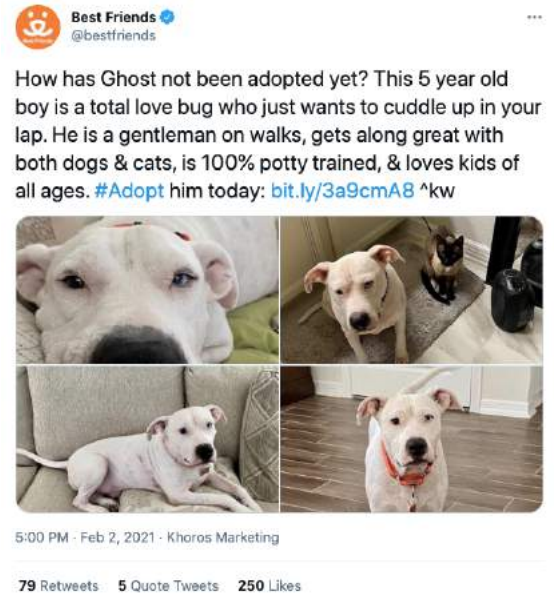 Best Friends
@bestfriends
How has Ghost not been adopted yet? This 5 year old
boy is a total love bug who just wants to cuddle up in your
lap. He is a gentleman on walks, gets along great with
both dogs & cats, is 100% potty trained, & loves kids of
all ages. #Adopt him today: bit.ly/3a9cmA8 ^kw
5:00 PM · Feb 2, 2021 · Khoros Marketing
79 Retweets 5 Quote Tweets 250 Likes